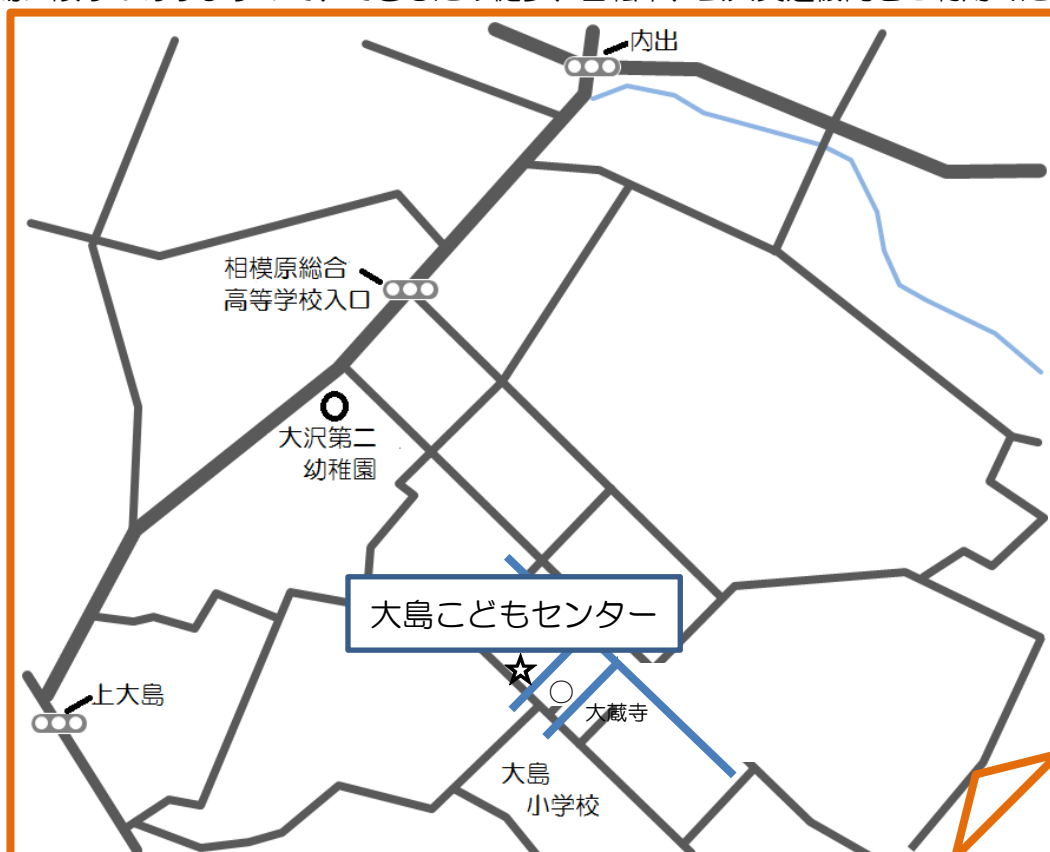 内出
相模原総合
高等学校入口
大沢第二
幼稚園
大島こどもセンター
上大島
大蔵寺
大島
小学校